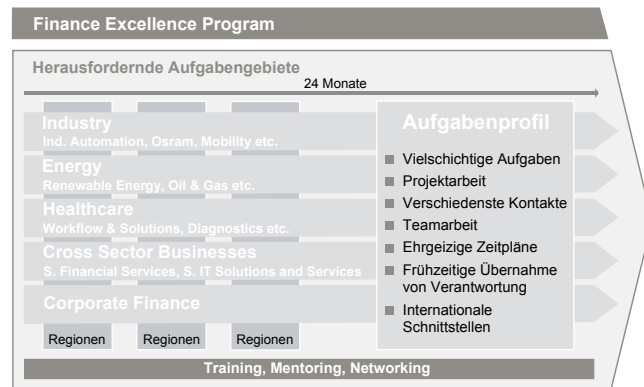 Finance Excellence Program
Herausfordernde Aufgabengebiete
24 Monate
Industry
Ind. Automation, Osram, Mobility etc.
Energy
Renewable Energy, Oil & Gas etc.
Healthcare
Workflow & Solutions, Diagnostics etc.
Cross Sector Businesses
S. Financial Services, S. IT Solutions and Services
Corporate Finance
Regionen Regionen Regionen
Aufgabenprofil
Vielschichtige Aufgaben
Projektarbeit
Verschiedenste Kontakte
Teamarbeit
Ehrgeizige Zeitpläne
Frühzeitige Übernahme
von Verantwortung
Internationale
Schnittstellen
Training, Mentoring, Networking